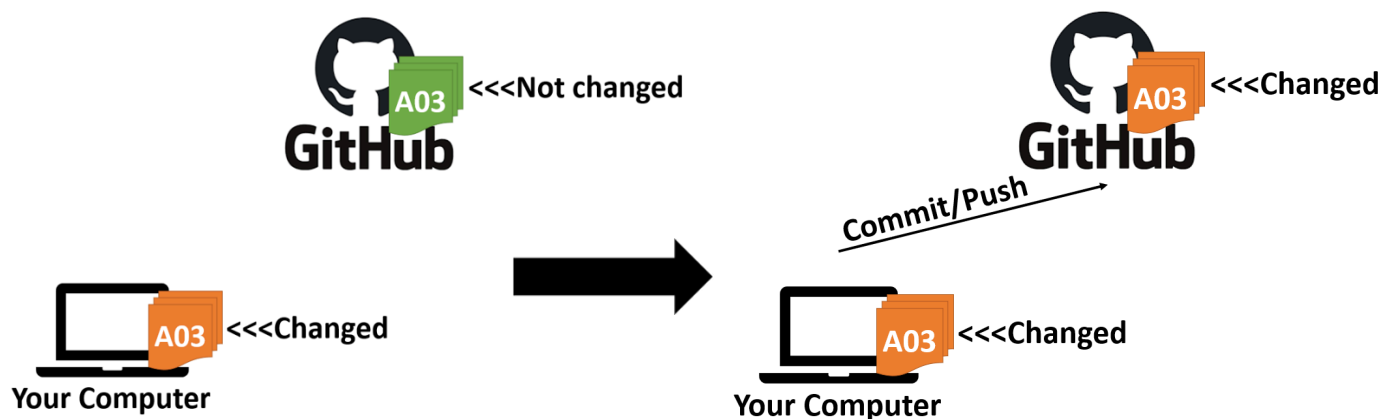 A03 <<<Not changed
GitHub
A03 <<<Changed
Your Computer
A03 <<<Changed
GitHub
Commit/Push
A03 <<<Changed
Your Computer